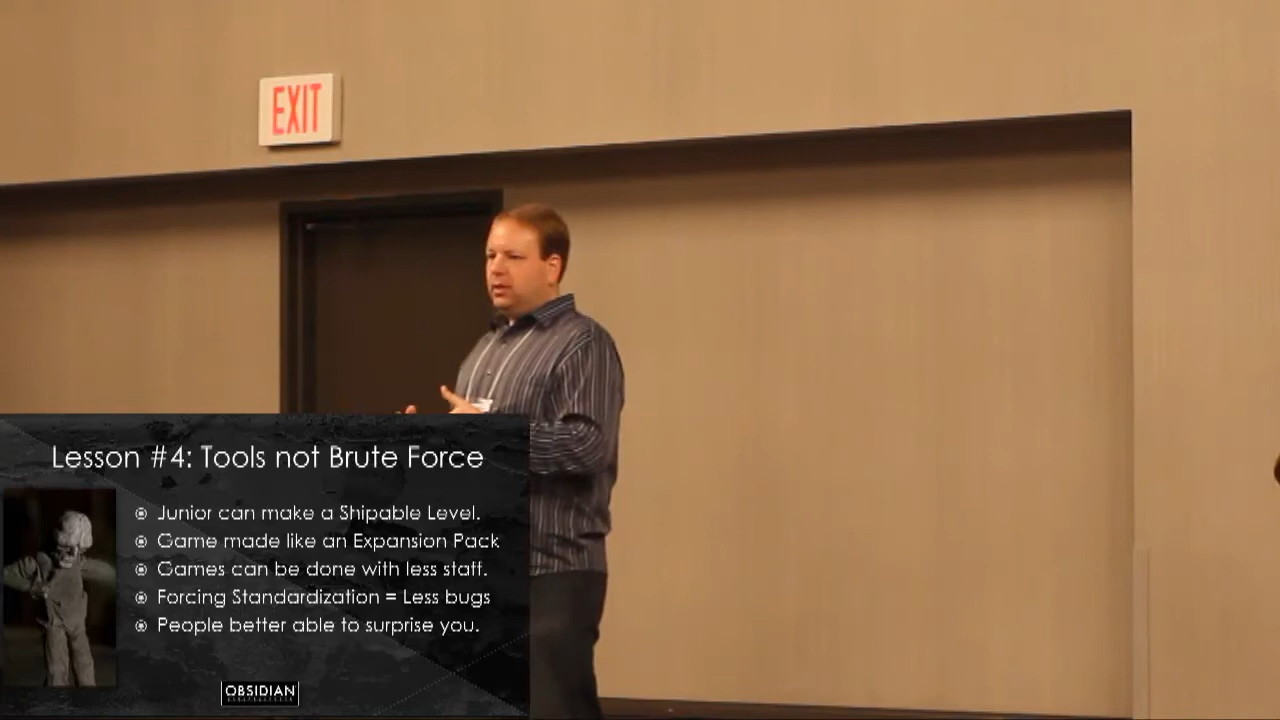 EXIT
Lesson #4: Tools not Brute Force
Junior can make a Shipable Level.
Game made like an Expansion Pack
Games can be done with less staff.
Forcing Standardization = Less bugs
People better able to surprise you.
OBSIDIAN